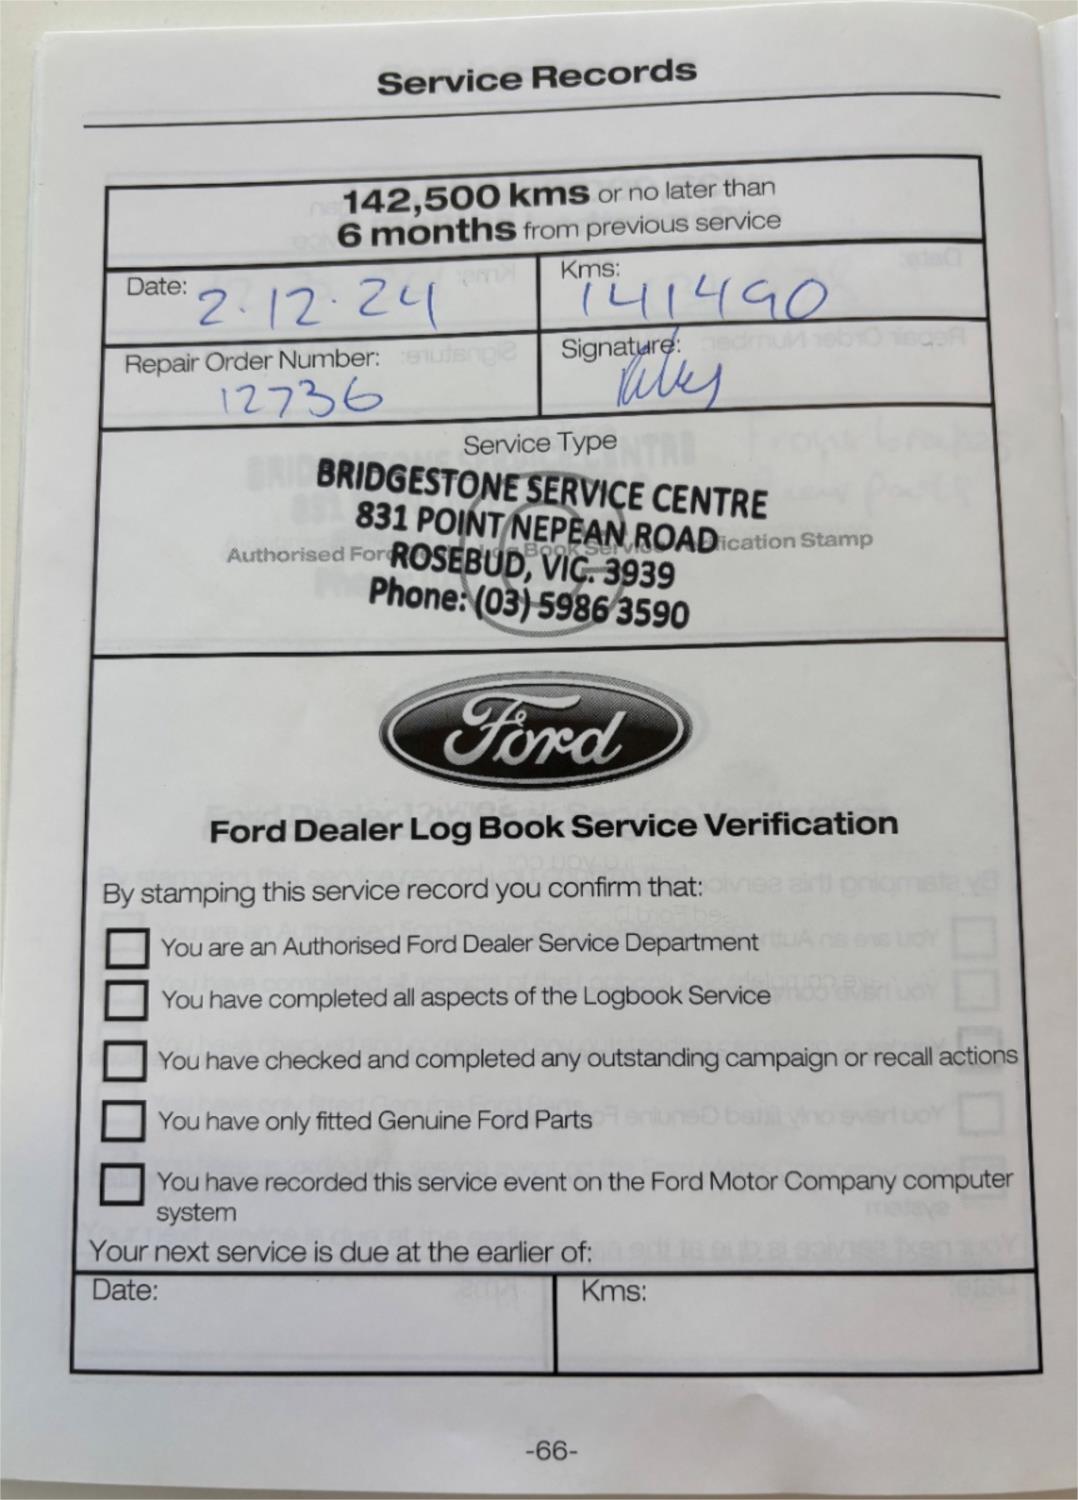 Service Records
142,500 kms or no later than
6 months from previous service
Date: 2.12.24
Kms: 141490
Repair Order Number: 12736
Signature:
Service Type
BRIDGESTONE SERVICE CENTRE
831 POINT NEPEAN ROAD
Authorised Ford Book Service Verification Stamp
ROSEBUD, VIC. 3939
Phone: (03) 5986 3590
Ford
Ford Dealer Log Book Service Verification
By stamping this service record you confirm that:
You are an Authorised Ford Dealer Service Department
You have completed all aspects of the Logbook Service
You have checked and completed any outstanding campaign or recall actions
You have only fitted Genuine Ford Parts
You have recorded this service event on the Ford Motor Company computer
system
Your next service is due at the earlier of:
Date:
Kms:
-66-